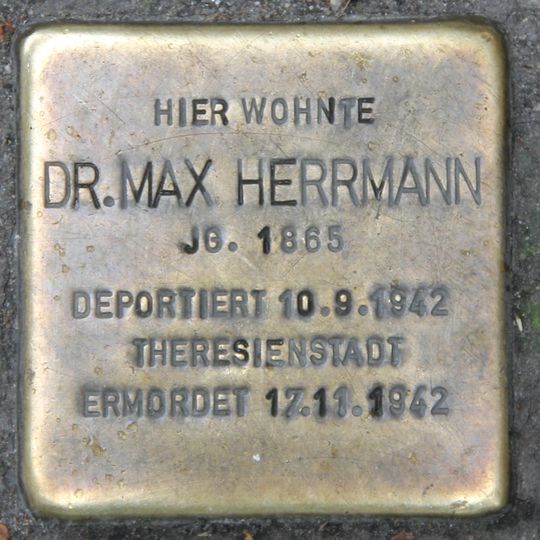 HIER WOHNTE
DR. MAX HERRMANN
JG. 1865
DEPORTIERT 10.9.1942
THERESIENSTADT
ERMORDET 17.11.1942